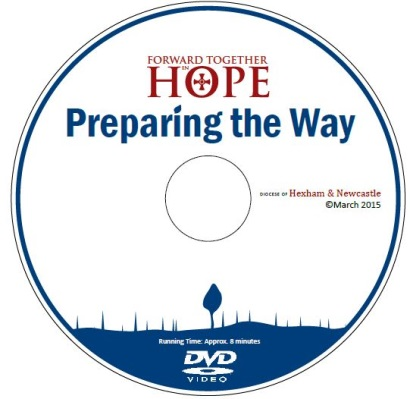 FORWARD TOGETHER
IN
HOPE
Preparing the Way
DIOCESE OF Hexham & Newcastle
©March 2015
Running Time: Approx. 8 minutes
DVD
VIDEO